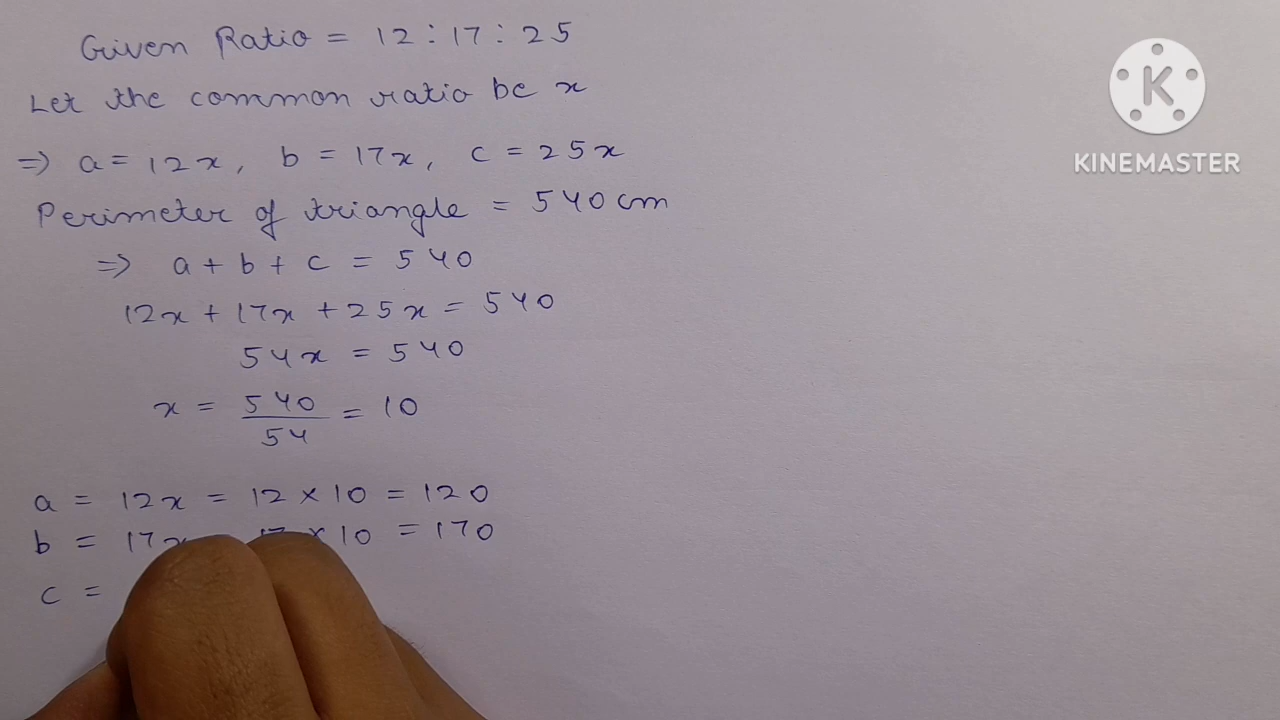 Given Ratio = 12 : 17 : 25
Let the common ratio be x
⇒ a = 12x, b = 17x, c = 25x
Perimeter of triangle = 540 cm
⇒ a + b + c = 540
12x + 17x + 25x = 540
54x = 540
x = 540/54 = 10
a = 12x = 12 × 10 = 120
b = 17x = 17 × 10 = 170
c =
K
KINEMASTER